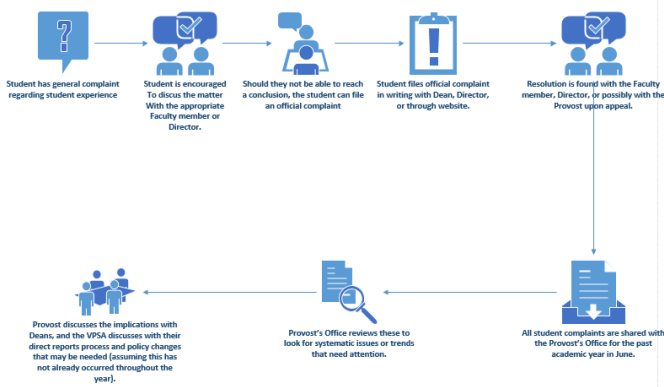 ?
Student has general complaint
regarding student experience
Student is encouraged
To discus the matter
With the appropriate
Faculty member or
Director.
Should they not be able to reach
a conclusion, the student can file
an official complaint
!
Student files official complaint
in writing with Dean, Director,
or through website.
Resolution is found with the Faculty
member, Director, or possibly with the
Provost upon appeal.
All student complaints are shared with
the Provost's Office for the past
academic year in June.
Provost's Office reviews these to
look for systematic issues or trends
that need attention.
Provost discusses the implications with
Deans, and the VPSA discusses with their
direct reports process and policy changes
that may be needed (assuming this has
not already occurred throughout the
year).